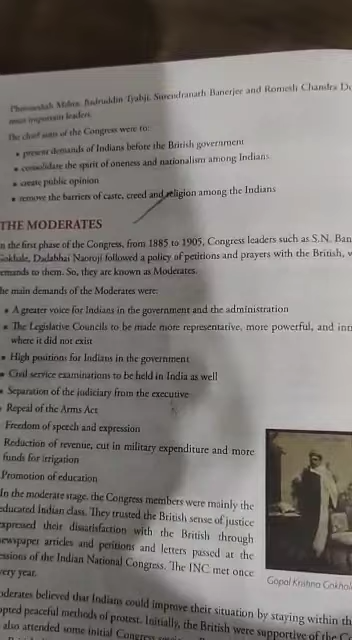 Pherozeshah Mehta, Badruddin Tyabji, Surendranath Banerjee and Romesh Chandra
most important leaders.
The chief aims of the Congress were to:
• present demands of Indians before the British government
• consolidate the spirit of oneness and nationalism among Indians
• create public opinion
• remove the barriers of caste, creed and religion among the Indians
THE MODERATES
n the first phase of the Congress, from 1885 to 1905, Congress leaders such as S.N. Ban
Gokhale, Dadabhai Naoroji followed a policy of petitions and prayers with the British,
emands to them. So, they are known as Moderates.
he main demands of the Moderates were:
• A greater voice for Indians in the government and the administration
• The Legislative Councils to be made more representative, more powerful, and
where it did not exist
• High positions for Indians in the government
• Civil service examinations to be held in India as well
• Separation of the judiciary from the executive
Repeal of the Arms Act
Freedom of speech and expression
Reduction of revenue, cut in military expenditure and more
funds for irrigation
Promotion of education
In the moderate stage, the Congress members were mainly the
educated Indian class. They trusted the British sense of justice
expressed their dissatisfaction with the British through
ewspaper articles and petitions and letters passed at the
essions of the Indian National Congress. The INC met once
very year.
Gopal Krishna Gokhal
oderates believed that Indians could improve their situation by staying within th
opted peaceful methods of protest. Initially, the British were supportive of the
also attended some initial Congress